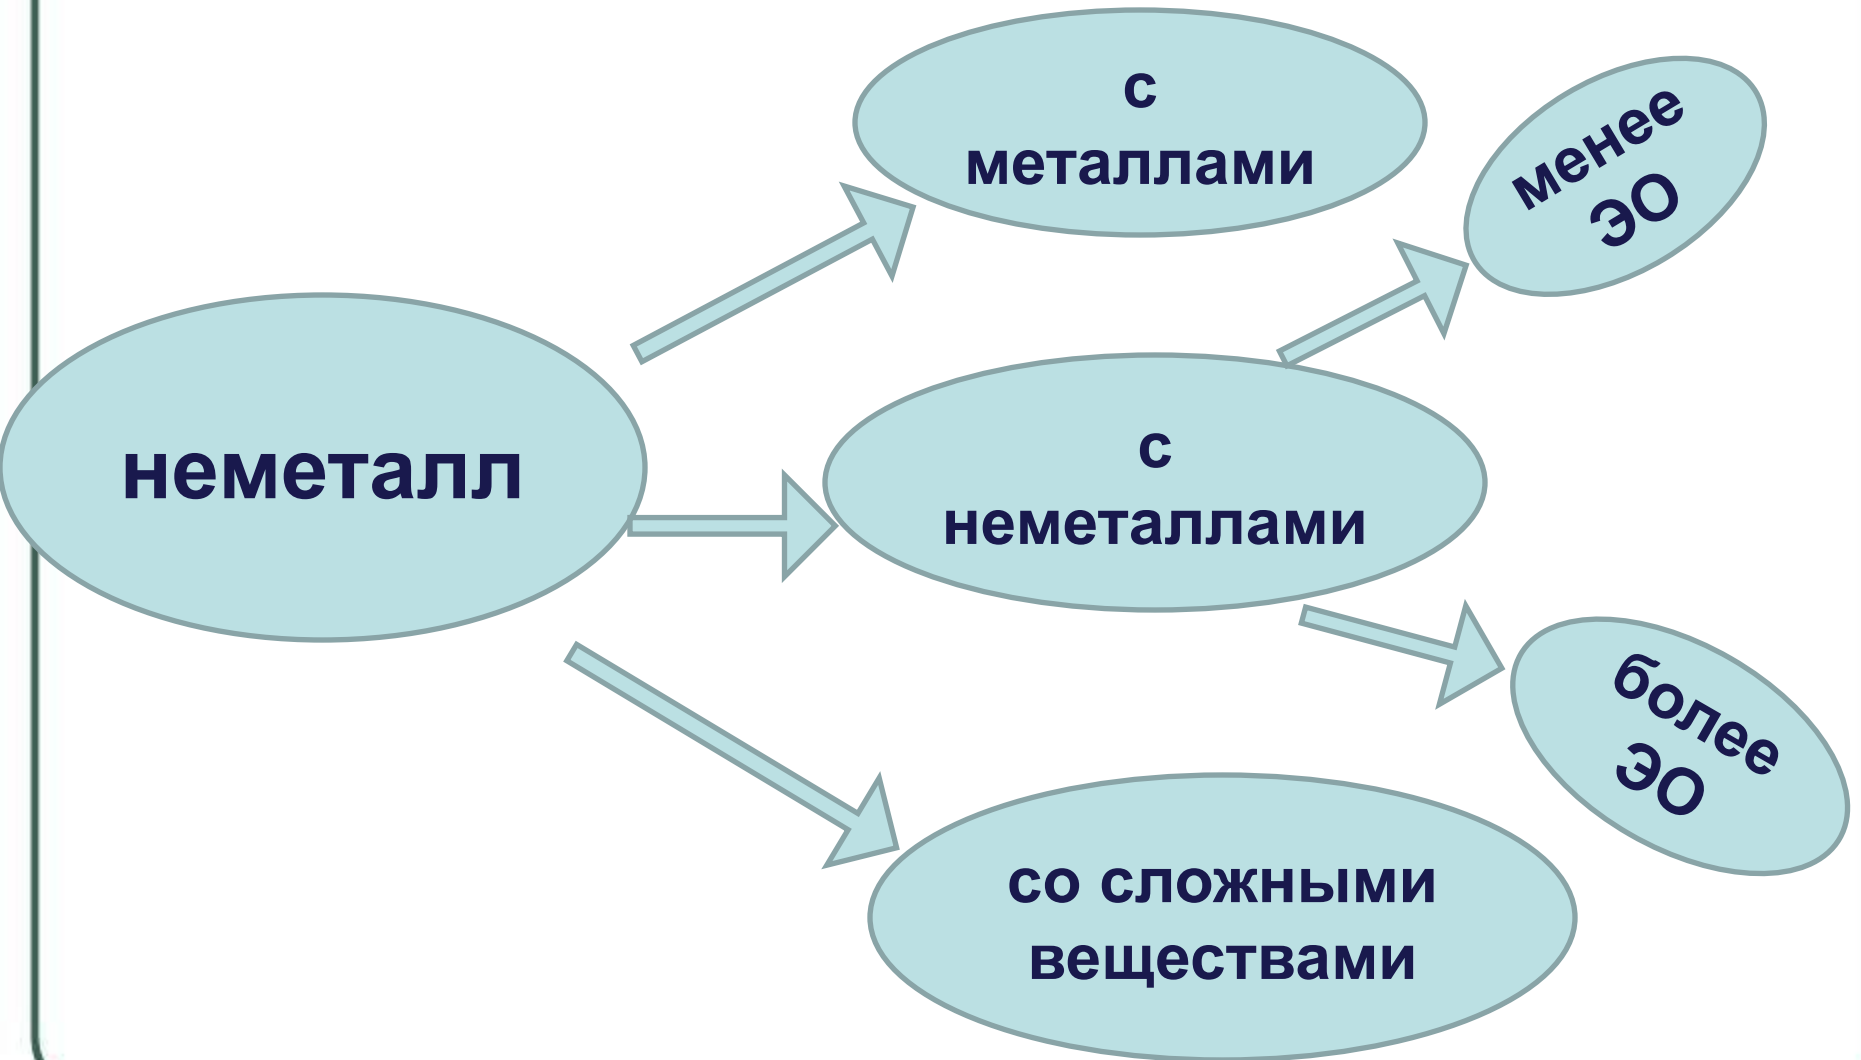 неметалл
с
металлами
с
неметаллами
менее
ЭО
более
ЭО
со сложными
веществами